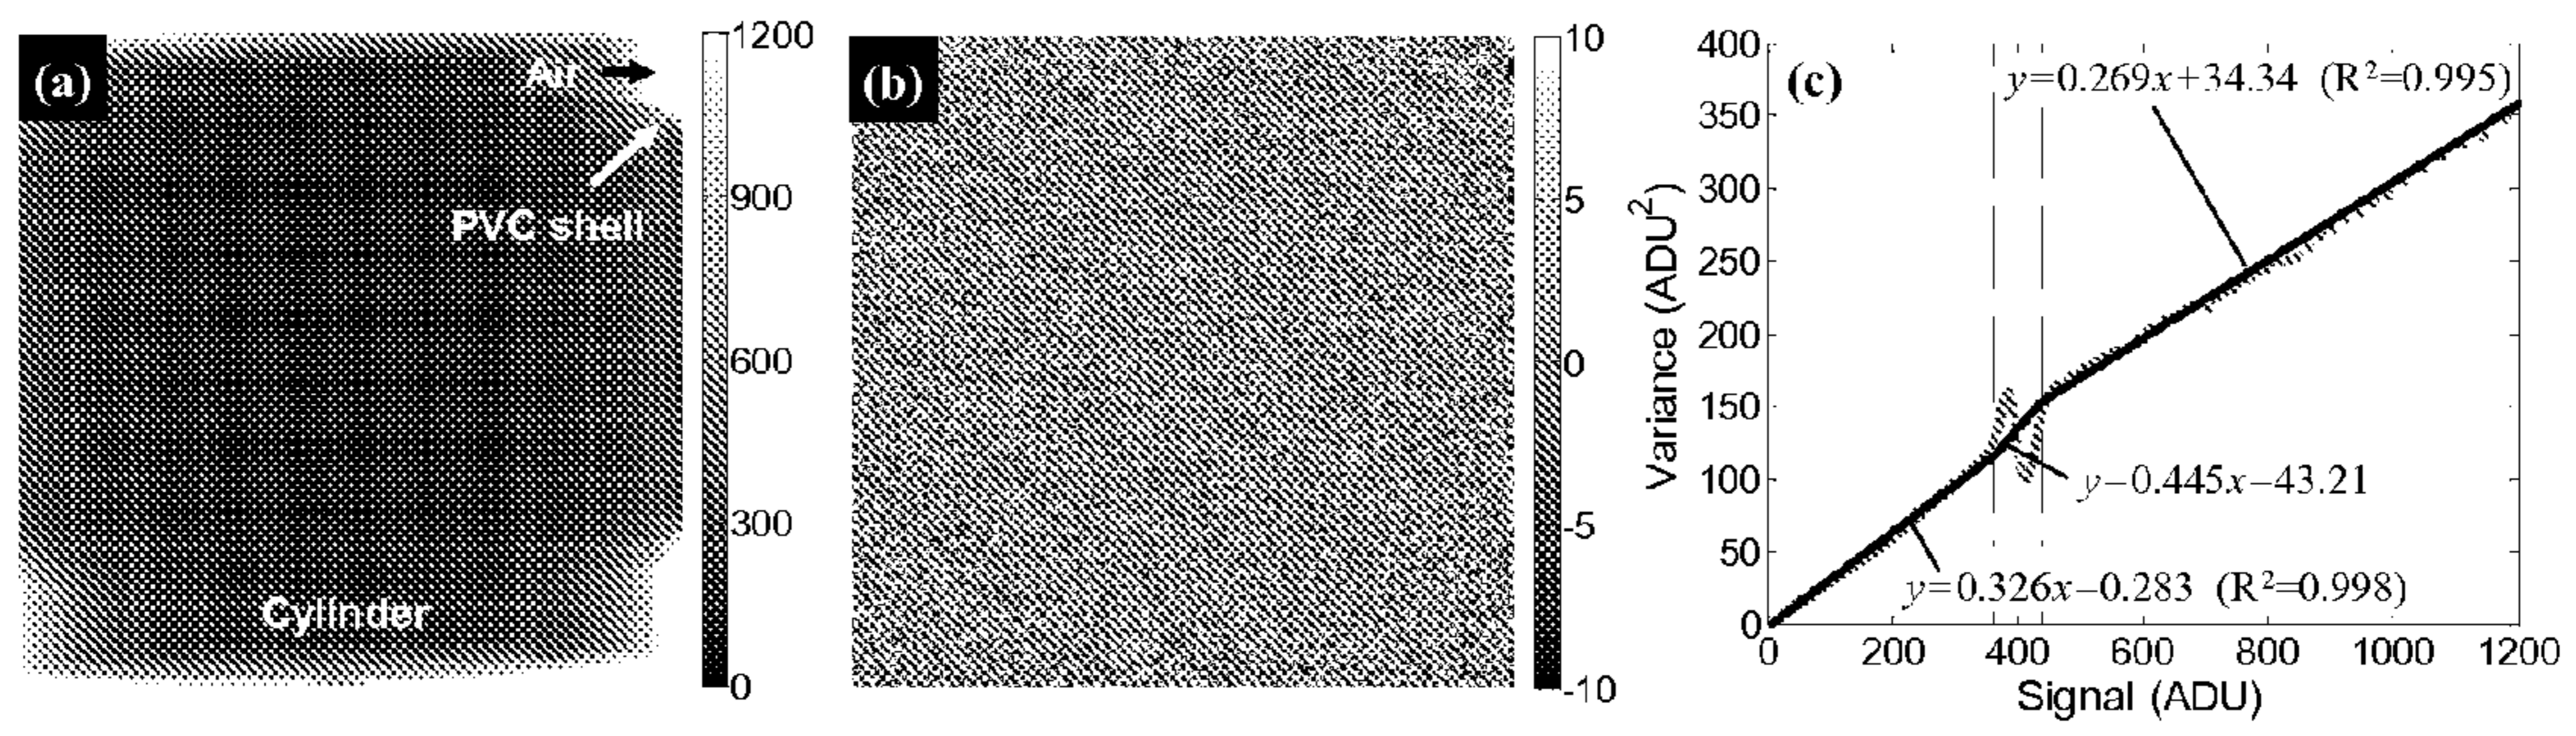 (a)
Air
PVC shell
Cylinder
1200
900
600
300
0
(b)
10
5
0
-5
-10
(c)
y=0.269x+34.34 (R²=0.995)
y−0.445x−43.21
y=0.326x−0.283 (R²=0.998)
Variance (ADU²)
400
350
300
250
200
150
100
50
0
0 200 400 600 800 1000 1200
Signal (ADU)